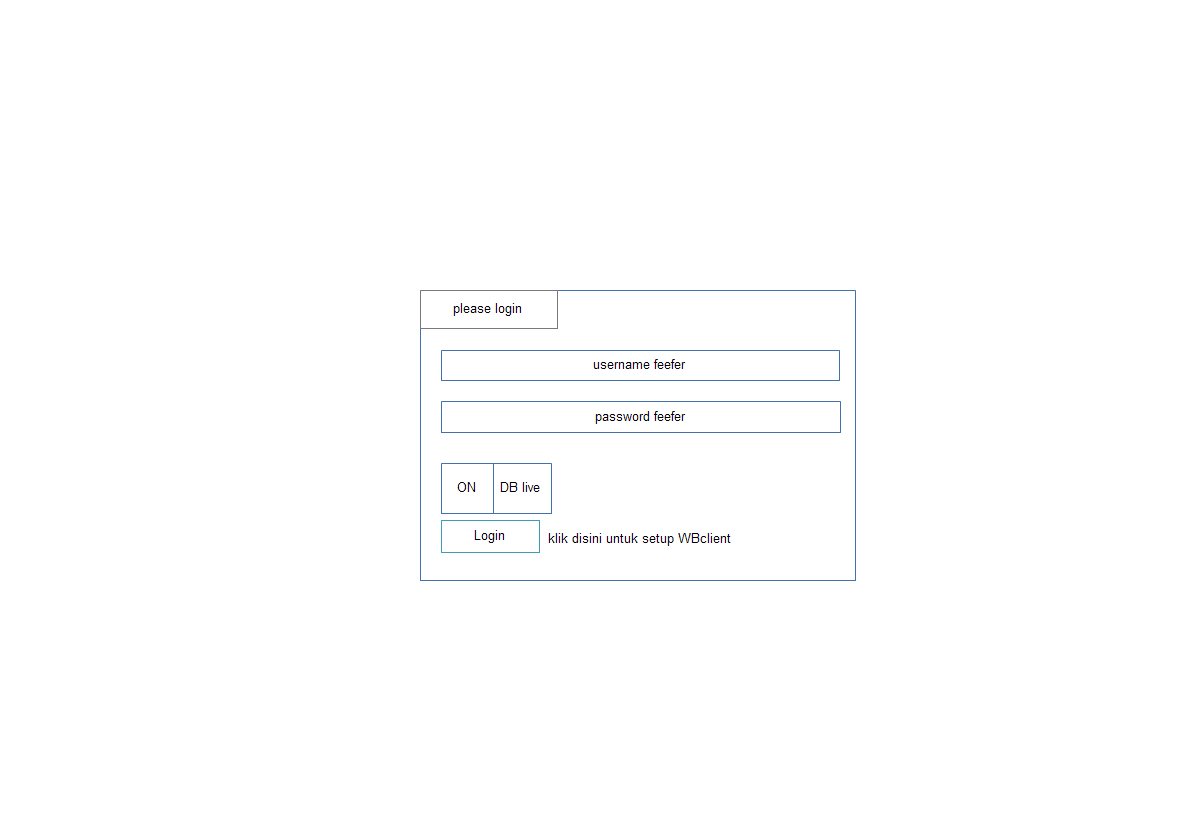 please login
username feefer
password feefer
ON
DB live
Login
klik disini untuk setup WBclient